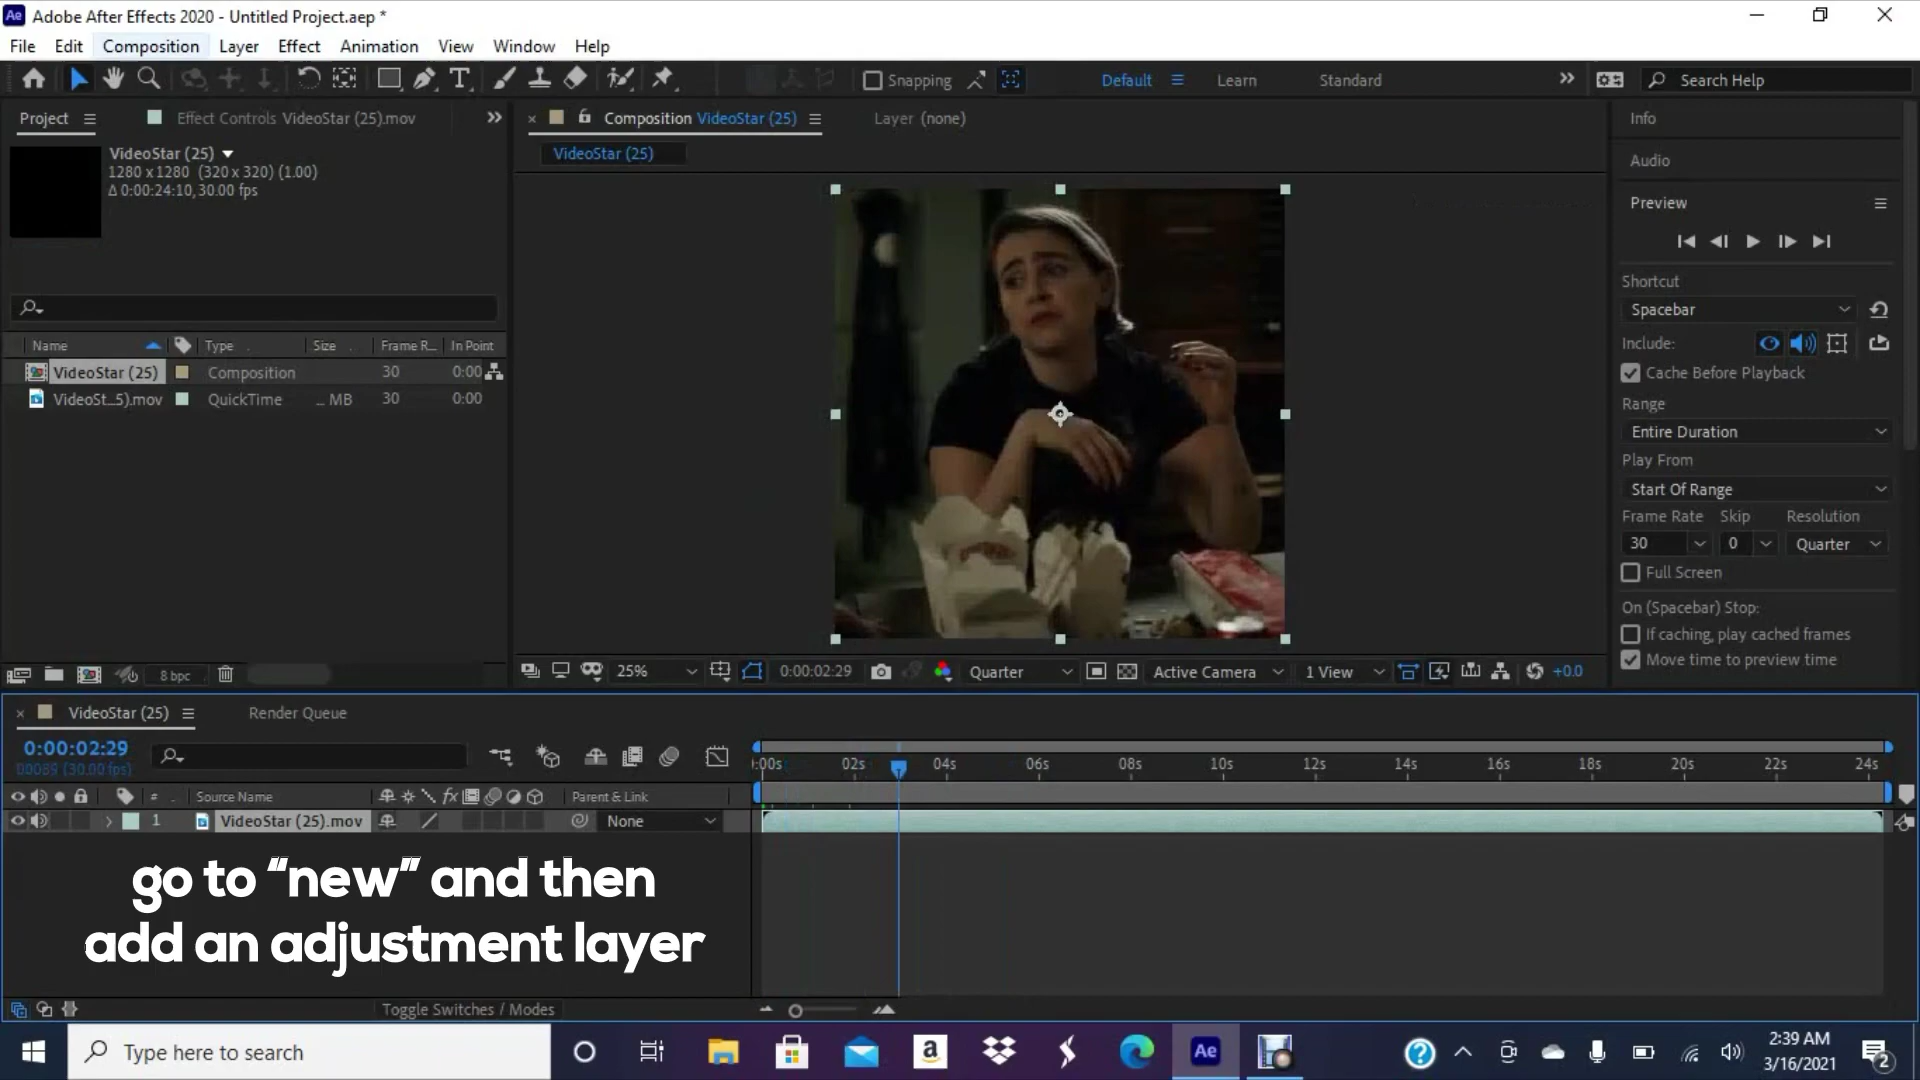 Adobe After Effects 2020 - Untitled Project.aep *
File Edit Composition Layer Effect Animation View Window Help
Snapping Default Learn Standard Search Help
Project Effect Controls VideoStar (25).mov
Composition VideoStar (25) Layer (none)
VideoStar (25)
VideoStar (25)
1280 x 1280 (320 x 320) (1.00)
Δ 0:00:24:10, 30.00 fps
Name Type Size Frame R... In Point
VideoStar (25) Composition 30 0:00
VideoSt...5).mov QuickTime ... MB 30 0:00
8 bpc
25% 0:00:02:29 Quarter Active Camera 1 View +0.0
Info
Audio
Preview
Shortcut
Spacebar
Include:
Cache Before Playback
Range
Entire Duration
Play From
Start Of Range
Frame Rate Skip Resolution
30 0 Quarter
Full Screen
On (Spacebar) Stop:
If caching, play cached frames
Move time to preview time
VideoStar (25) Render Queue
0:00:02:29
00089 (30.00 fps)
:00s 02s 04s 06s 08s 10s 12s 14s 16s 18s 20s 22s 24s
# Source Name fx Parent & Link
1 VideoStar (25).mov None
go to “new” and then
add an adjustment layer
Toggle Switches / Modes
Type here to search
a
Ae
2:39 AM
3/16/2021
2